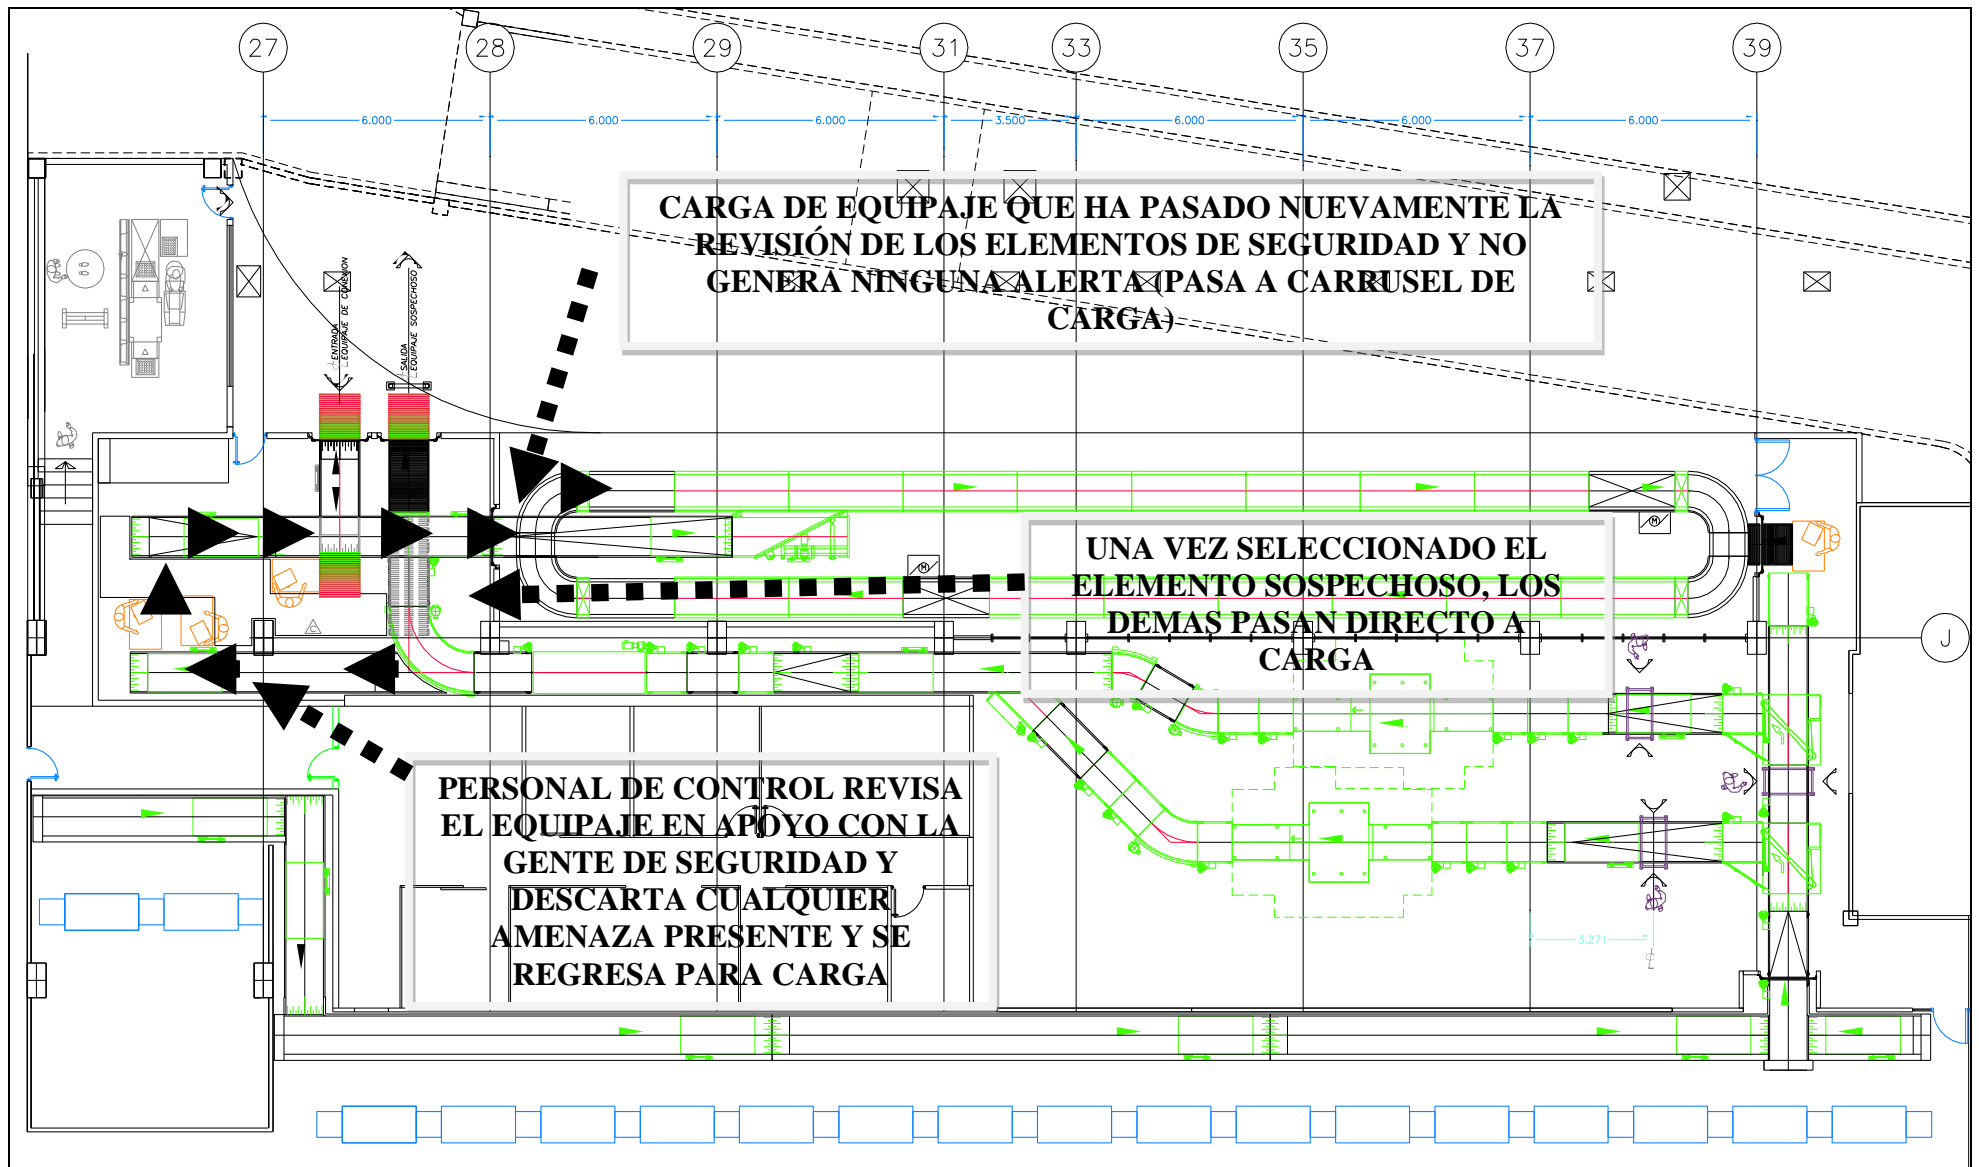 27
28
29
31
33
35
37
39
6.000
6.000
6.000
3.500
6.000
6.000
6.000
CARGA DE EQUIPAJE QUE HA PASADO NUEVAMENTE LA
REVISIÓN DE LOS ELEMENTOS DE SEGURIDAD Y NO
GENERA NINGUNA ALERTA (PASA A CARRUSEL DE
CARGA)
ENTRADA
EQUIPAJE DE CONEXION
SALIDA
EQUIPAJE SOSPECHOSO
M
M
UNA VEZ SELECCIONADO EL
ELEMENTO SOSPECHOSO, LOS
DEMAS PASAN DIRECTO A
CARGA
J
PERSONAL DE CONTROL REVISA
EL EQUIPAJE EN APOYO CON LA
GENTE DE SEGURIDAD Y
DESCARTA CUALQUIER
AMENAZA PRESENTE Y SE
REGRESA PARA CARGA
3.271